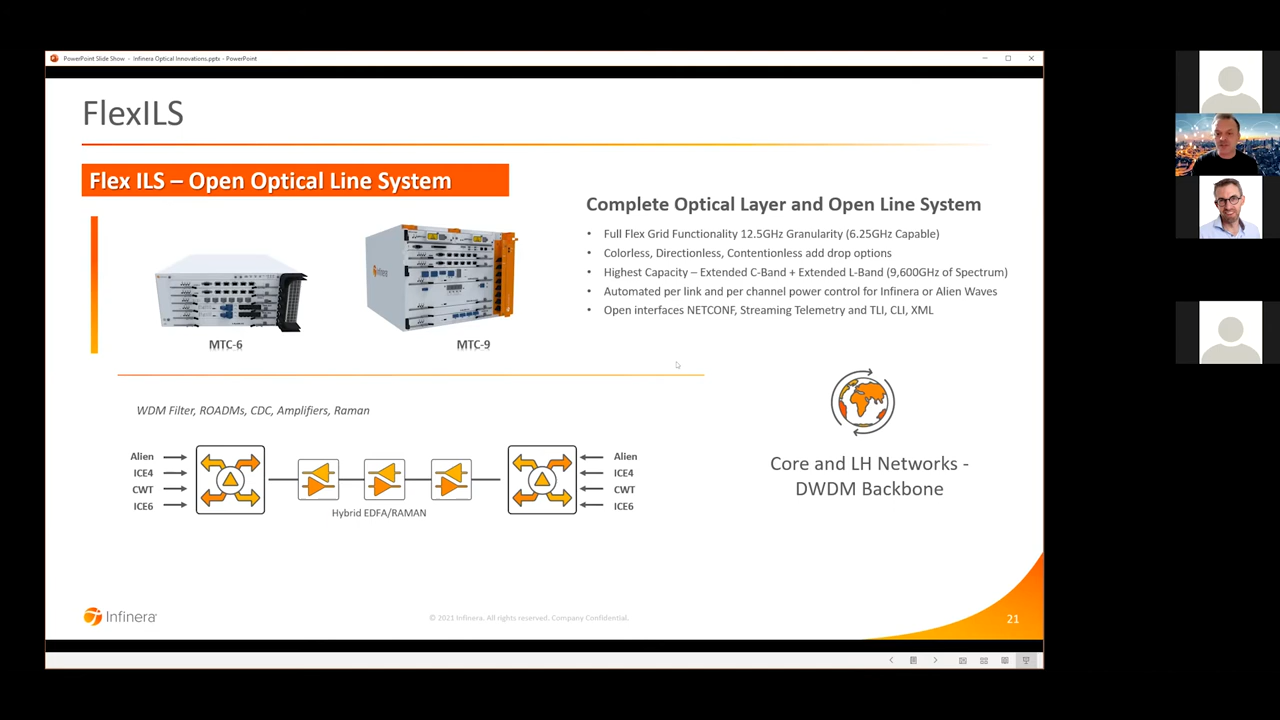 PowerPoint Slide Show - Infinera Optical Innovations.pptx - PowerPoint
FlexILS
Flex ILS – Open Optical Line System
MTC-6
MTC-9
Complete Optical Layer and Open Line System
• Full Flex Grid Functionality 12.5GHz Granularity (6.25GHz Capable)
• Colorless, Directionless, Contentionless add drop options
• Highest Capacity – Extended C-Band + Extended L-Band (9,600GHz of Spectrum)
• Automated per link and per channel power control for Infinera or Alien Waves
• Open interfaces NETCONF, Streaming Telemetry and TLI, CLI, XML
WDM Filter, ROADMs, CDC, Amplifiers, Raman
Alien
ICE4
CWT
ICE6
Hybrid EDFA/RAMAN
Alien
ICE4
CWT
ICE6
Core and LH Networks -
DWDM Backbone
Infinera
© 2021 Infinera. All rights reserved. Company Confidential.
21